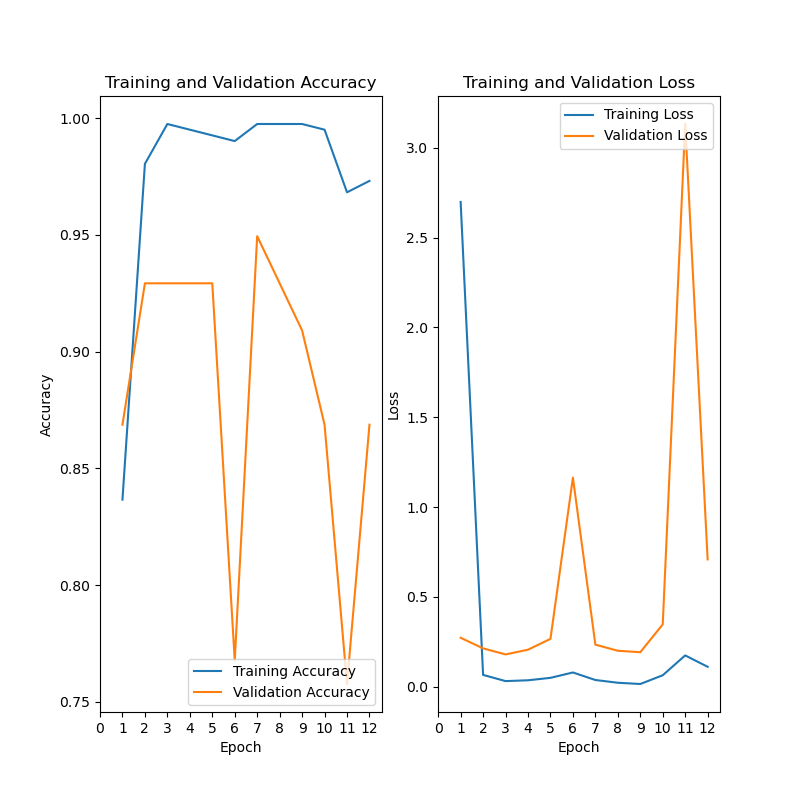 Training and Validation Accuracy
1.00
0.95
0.90
0.85
0.80
0.75
Accuracy
0 1 2 3 4 5 6 7 8 9 10 11 12
Epoch
Training Accuracy
Validation Accuracy
Training and Validation Loss
Training Loss
Validation Loss
3.0
2.5
2.0
1.5
1.0
0.5
0.0
Loss
0 1 2 3 4 5 6 7 8 9 10 11 12
Epoch